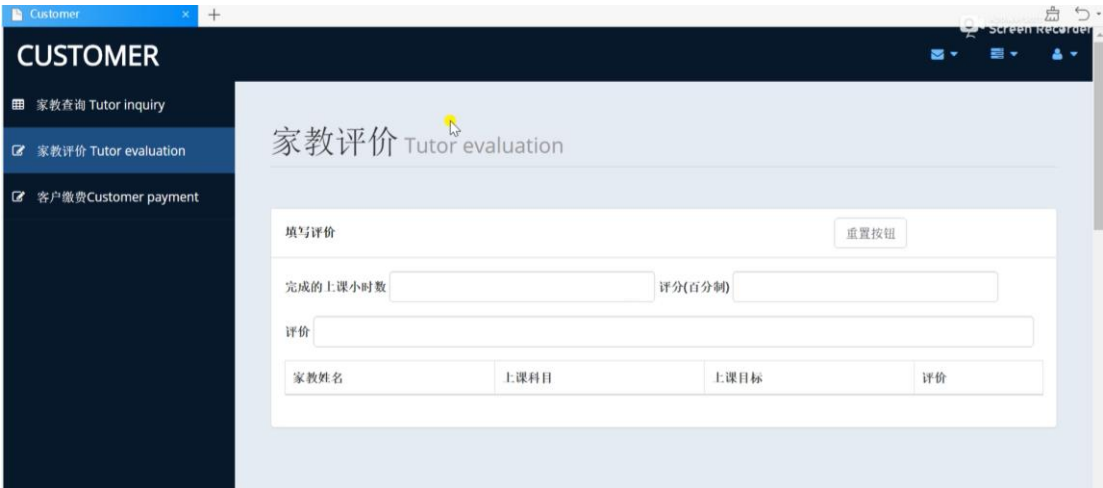 Customer
Screen Recorder
CUSTOMER
家教查询 Tutor inquiry
家教评价 Tutor evaluation
客户缴费Customer payment
家教评价 Tutor evaluation
填写评价 重置按钮
完成的上课小时数 评分(百分制)
评价
家教姓名 上课科目 上课目标 评价